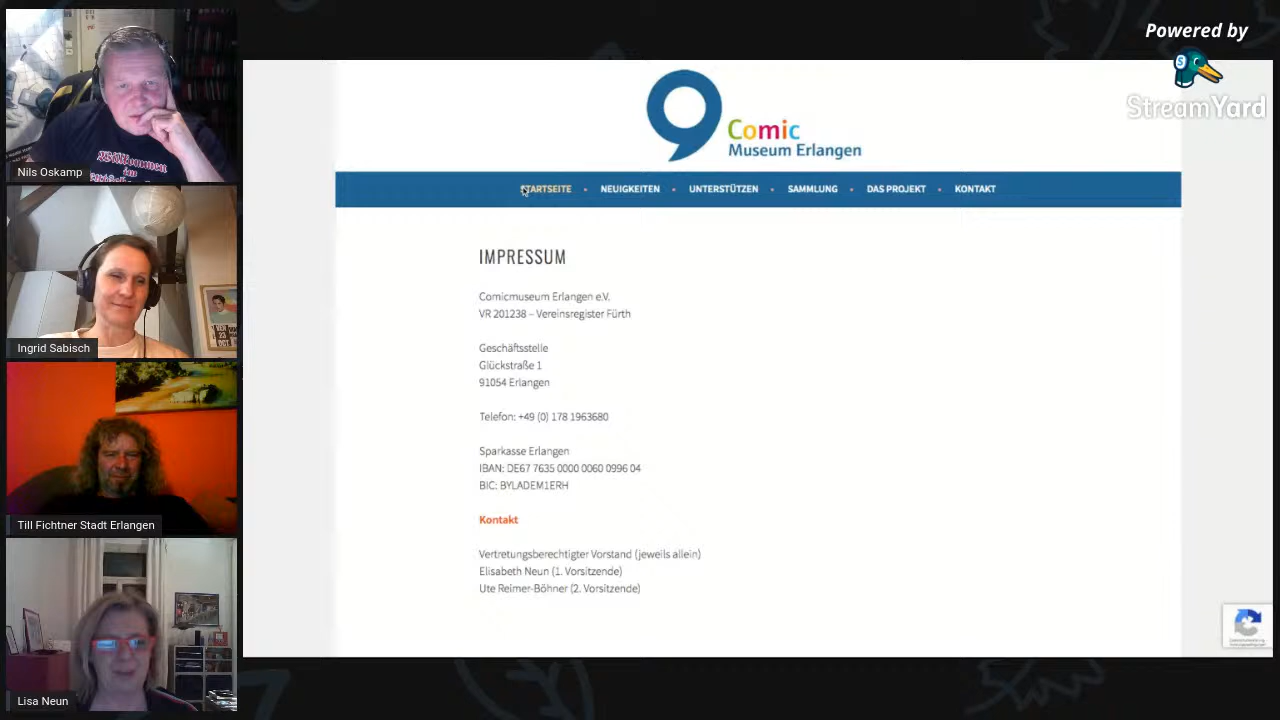 Powered by
StreamYard
Willkommen
im
Nils Oskamp
Ingrid Sabisch
Till Fichtner Stadt Erlangen
Lisa Neun
9 Comic
Museum Erlangen
STARTSEITE • NEUIGKEITEN • UNTERSTÜTZEN • SAMMLUNG • DAS PROJEKT • KONTAKT
IMPRESSUM
Comicmuseum Erlangen e.V.
VR 201238 – Vereinsregister Fürth
Geschäftsstelle
Glückstraße 1
91054 Erlangen
Telefon: +49 (0) 178 1963680
Sparkasse Erlangen
IBAN: DE67 7635 0000 0060 0996 04
BIC: BYLADEM1ERH
Kontakt
Vertretungsberechtigter Vorstand (jeweils allein)
Elisabeth Neun (1. Vorsitzende)
Ute Reimer-Böhner (2. Vorsitzende)